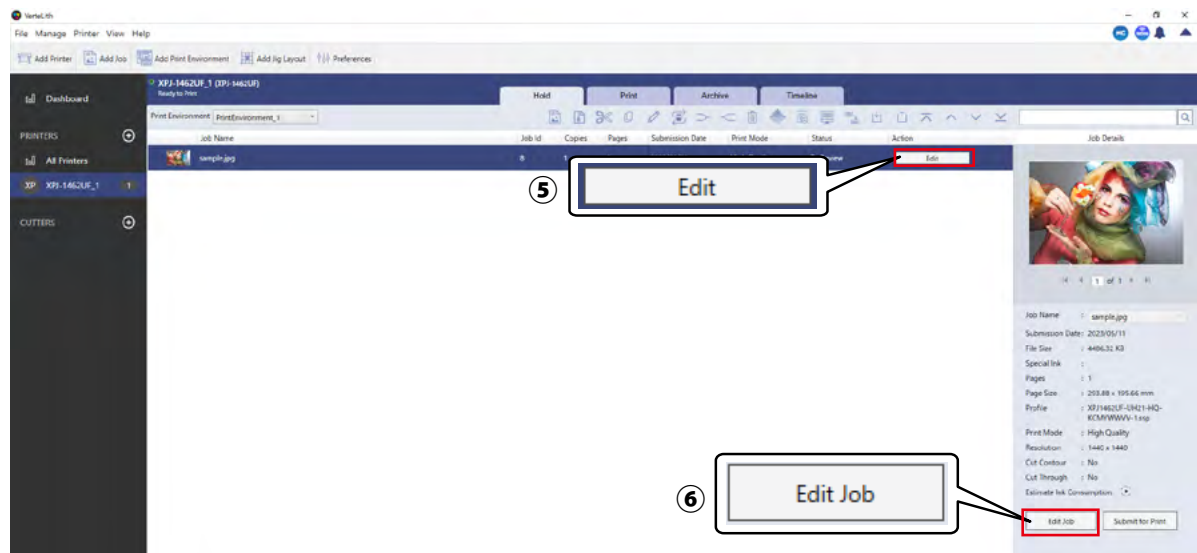 VerteLith
File Manage Printer View Help
Add Printer Add Job Add Print Environment Add Jig Layout Preferences
Dashboard
PRINTERS
All Printers
XP XPJ-1462UF_1 1
CUTTERS
XPJ-1462UF_1 (XPJ-1462UF)
Ready to Print
Hold Print Archive Timeline
Print Environment PrintEnvironment_1
Job Name Job Id Copies Pages Submission Date Print Mode Status Action
sample.jpg 8 1 Edit
⑤ Edit
Job Details
1 of 1
Job Name : sample.jpg
Submission Date: 2023/05/11
File Size : 4486.32 KB
Special Ink :
Pages : 1
Page Size : 293.88 x 195.66 mm
Profile : XPJ1462UF-UH21-HQ-
KCMYWWVV-1.xsp
Print Mode : High Quality
Resolution : 1440 x 1440
Cut Contour : No
Cut Through : No
Estimate Ink Consumption
Edit Job Submit for Print
⑥ Edit Job